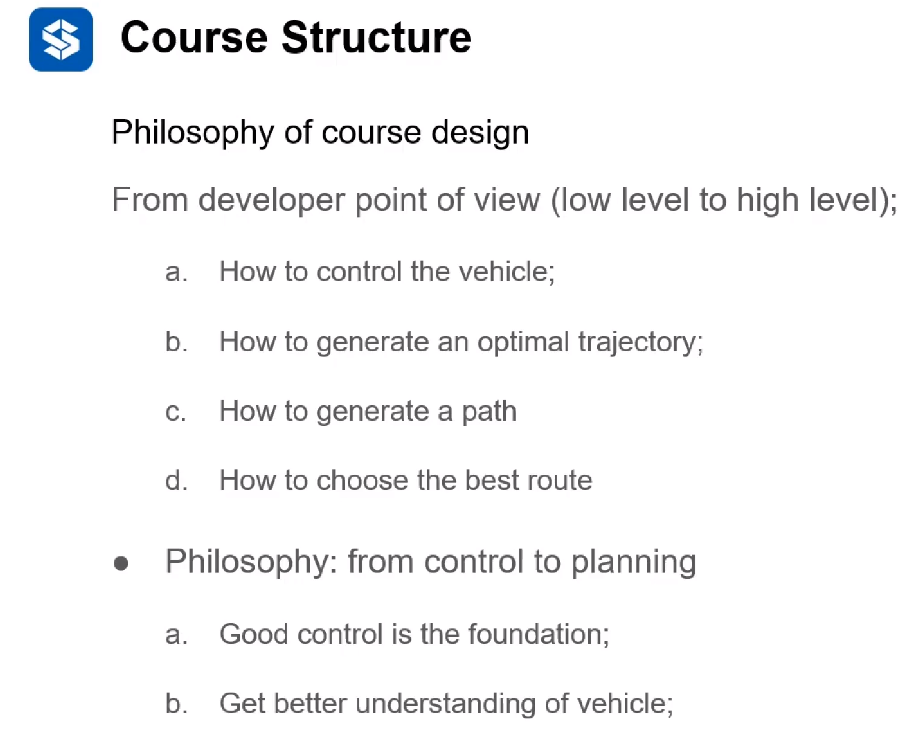 Course Structure
Philosophy of course design
From developer point of view (low level to high level);
a. How to control the vehicle;
b. How to generate an optimal trajectory;
c. How to generate a path
d. How to choose the best route
● Philosophy: from control to planning
a. Good control is the foundation;
b. Get better understanding of vehicle;